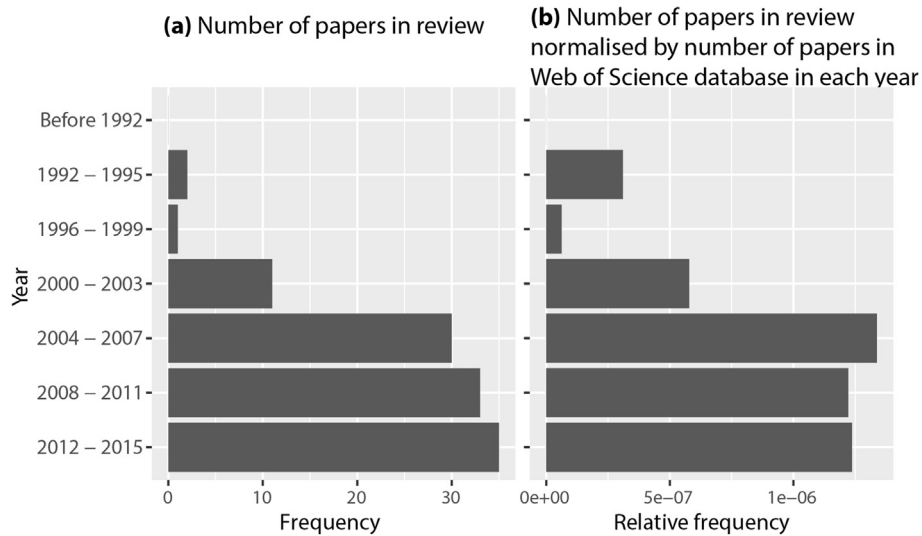 (a) Number of papers in review
(b) Number of papers in review
normalised by number of papers in
Web of Science database in each year
Year
Before 1992
1992 – 1995
1996 – 1999
2000 – 2003
2004 – 2007
2008 – 2011
2012 – 2015
0 10 20 30
Frequency
0e+00 5e−07 1e−06
Relative frequency